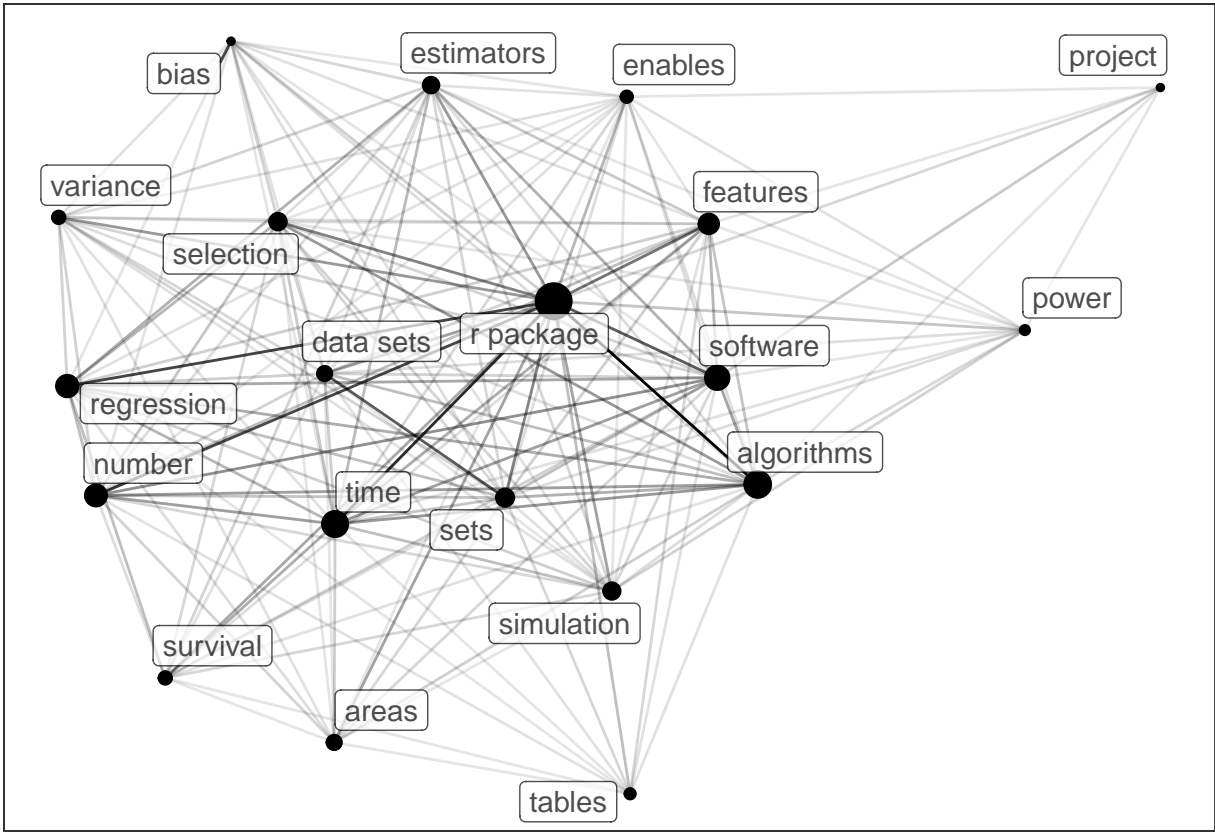 project
estimators
enables
bias
variance
features
selection
power
r package
data sets
software
regression
algorithms
number
time
sets
simulation
survival
areas
tables